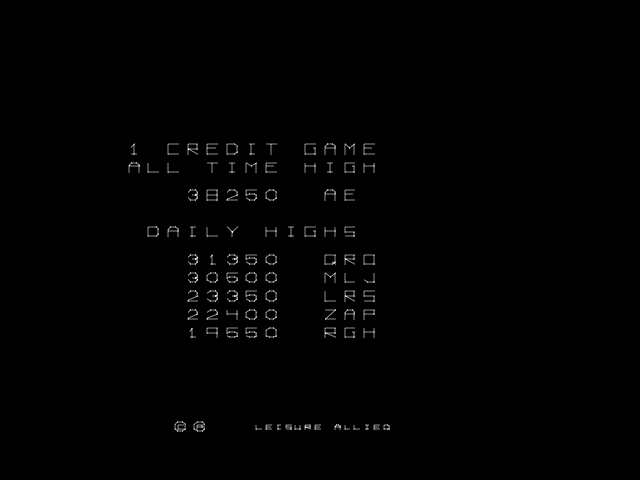 1 CREDIT GAME
ALL TIME HIGH
38250 AE
DAILY HIGHS
31350 QRO
30600 MLJ
23350 LRS
22400 ZAP
19550 RGH
© ® LEISURE ALLIED